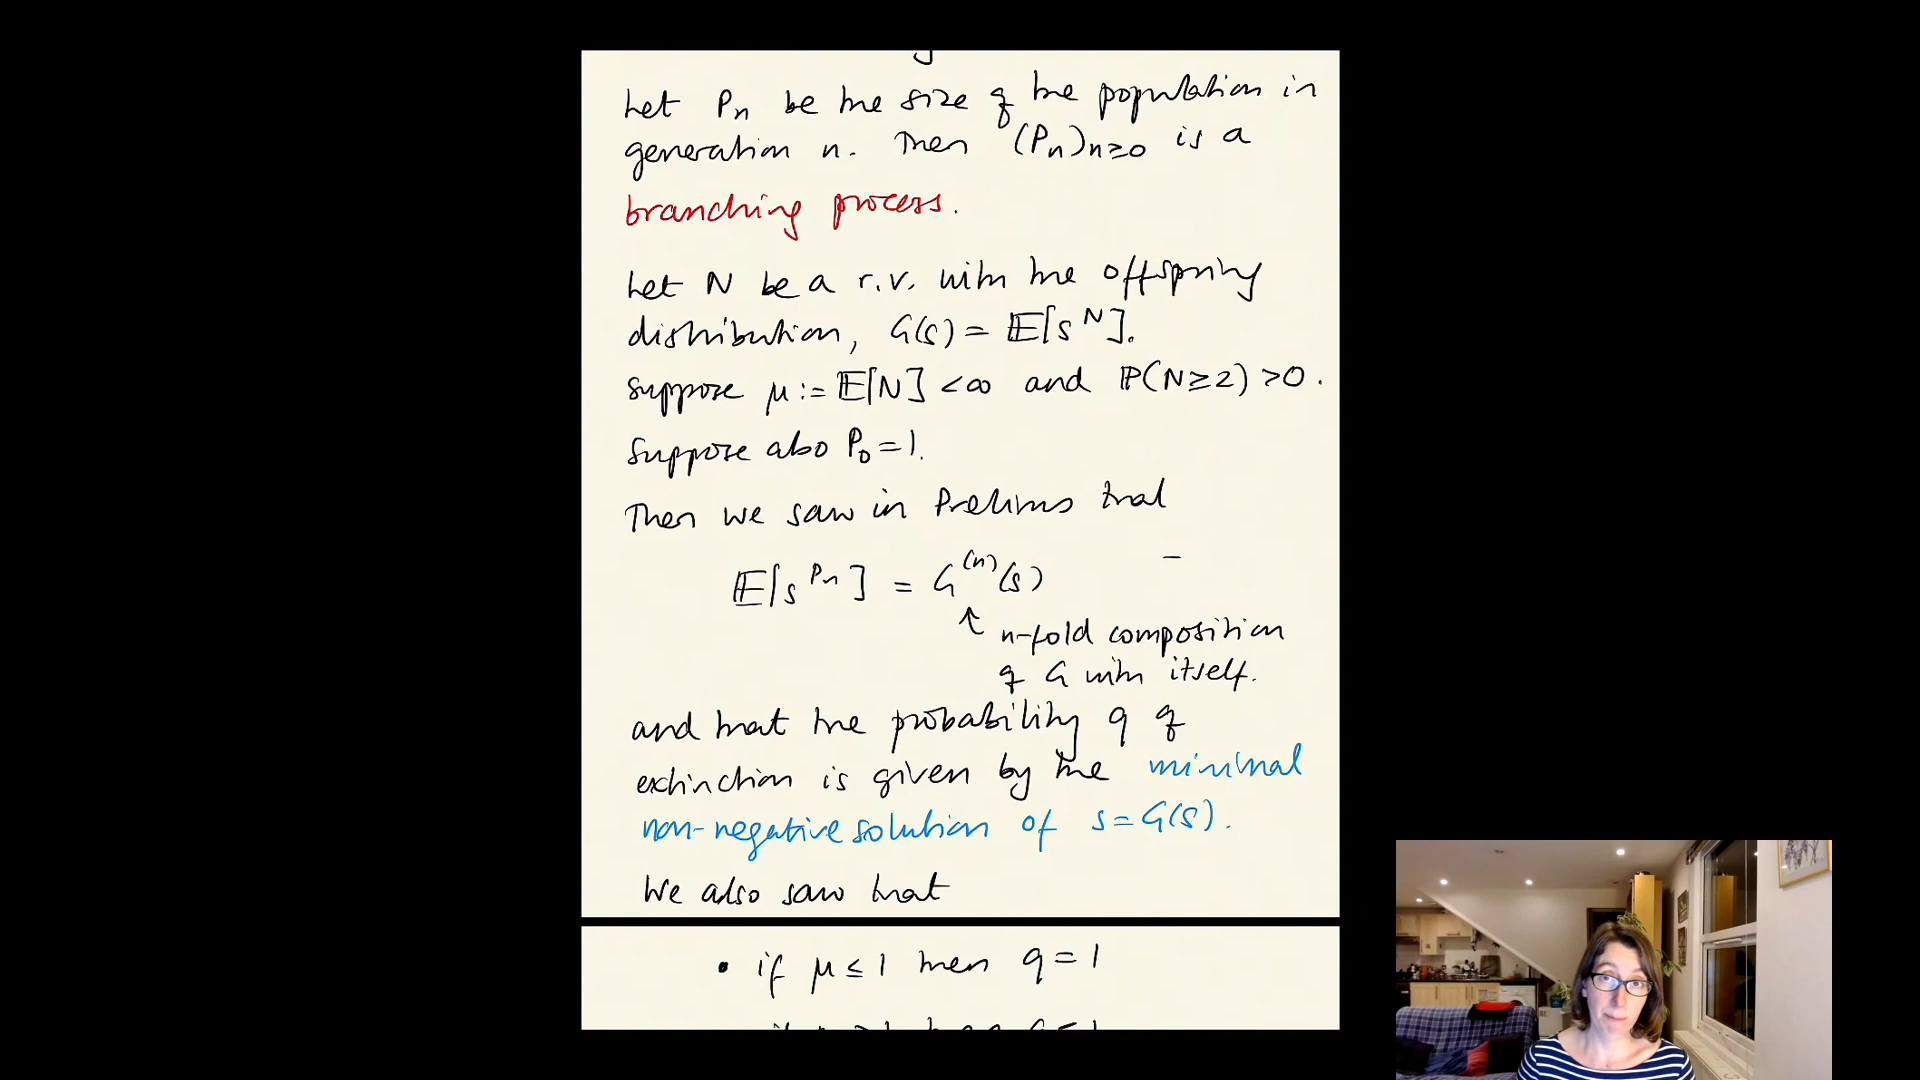 Let Pn be the size of the population in
generation n. Then (Pn)n≥0 is a
branching process.
Let N be a r.v. with the offspring
distribution, G(s) = 𝔼[s^N].
Suppose μ := 𝔼[N] < ∞ and ℙ(N ≥ 2) > 0.
Suppose also P₀ = 1.
Then we saw in Prelims that
𝔼[s^Pn] = G^(n)(s)
↑ n-fold composition
of G with itself.
and that the probability q of
extinction is given by the minimal
non-negative solution of s = G(s).
We also saw that
• if μ ≤ 1 then q = 1